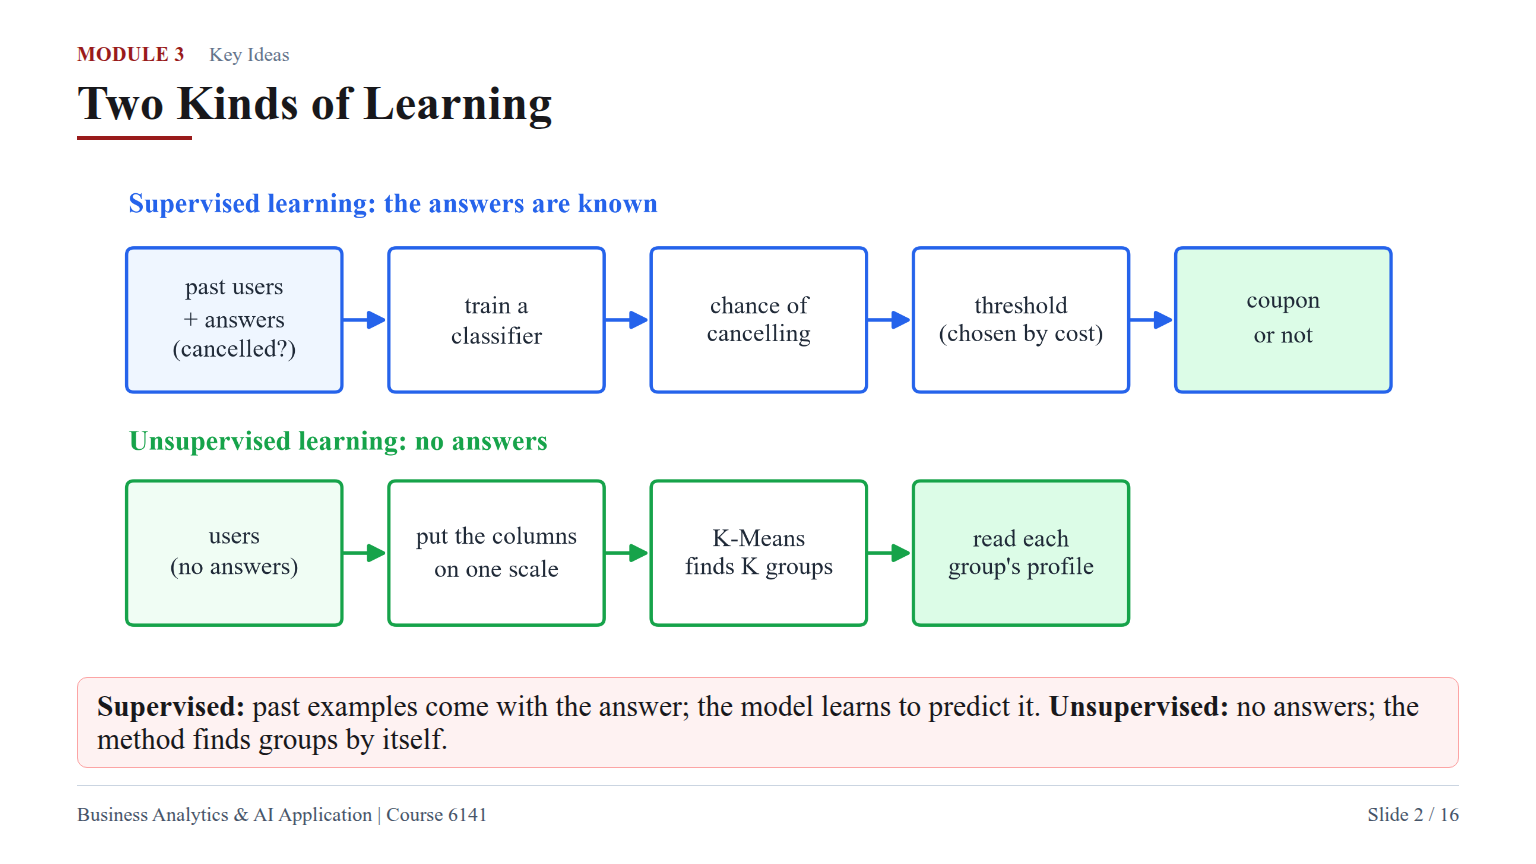 MODULE 3 Key Ideas
Two Kinds of Learning
Supervised learning: the answers are known
past users
+ answers
(cancelled?)
train a
classifier
chance of
cancelling
threshold
(chosen by cost)
coupon
or not
Unsupervised learning: no answers
users
(no answers)
put the columns
on one scale
K-Means
finds K groups
read each
group's profile
Supervised: past examples come with the answer; the model learns to predict it. Unsupervised: no answers; the
method finds groups by itself.
Business Analytics & AI Application | Course 6141
Slide 2 / 16